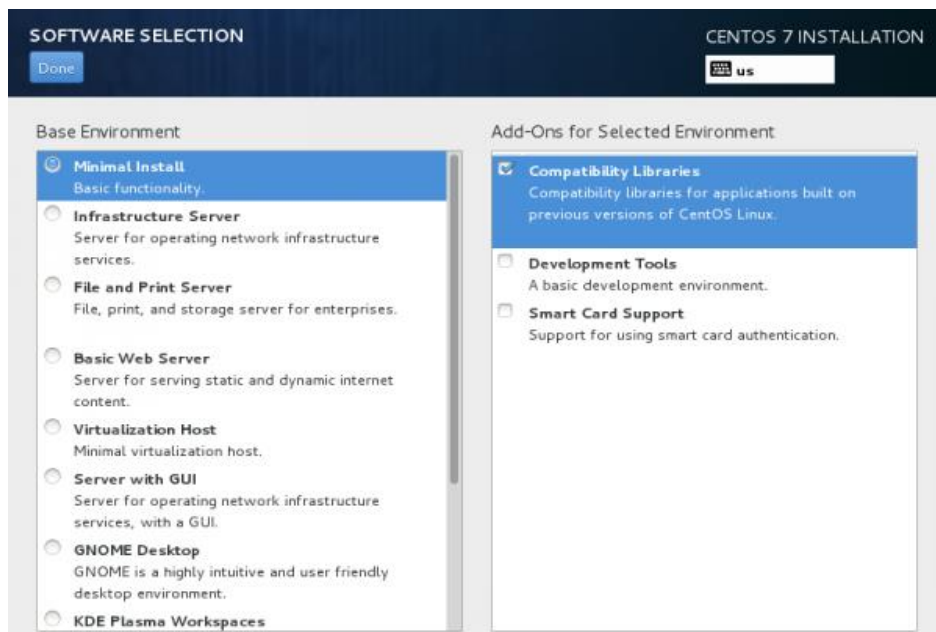 SOFTWARE SELECTION
CENTOS 7 INSTALLATION
Done
us
Base Environment
Minimal Install
Basic functionality.
Infrastructure Server
Server for operating network infrastructure
services.
File and Print Server
File, print, and storage server for enterprises.
Basic Web Server
Server for serving static and dynamic internet
content.
Virtualization Host
Minimal virtualization host.
Server with GUI
Server for operating network infrastructure
services, with a GUI.
GNOME Desktop
GNOME is a highly intuitive and user friendly
desktop environment.
KDE Plasma Workspaces
Add-Ons for Selected Environment
Compatibility Libraries
Compatibility libraries for applications built on
previous versions of CentOS Linux.
Development Tools
A basic development environment.
Smart Card Support
Support for using smart card authentication.